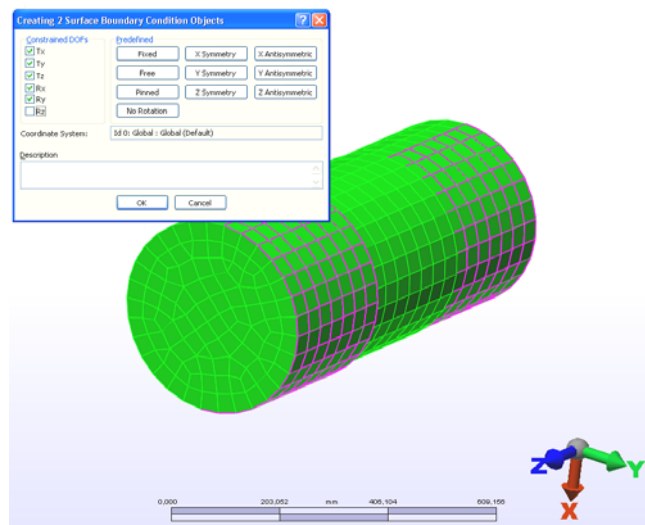 Creating 2 Surface Boundary Condition Objects
Constrained DOFs
Predefined
Tx
Ty
Tz
Rx
Ry
Rz
Fixed
X Symmetry
X Antisymmetric
Free
Y Symmetry
Y Antisymmetric
Pinned
Z Symmetry
Z Antisymmetric
No Rotation
Coordinate System:
Id 0: Global : Global (Default)
Description
OK
Cancel
Z
Y
X
0,000
203,052
mm
406,104
609,156